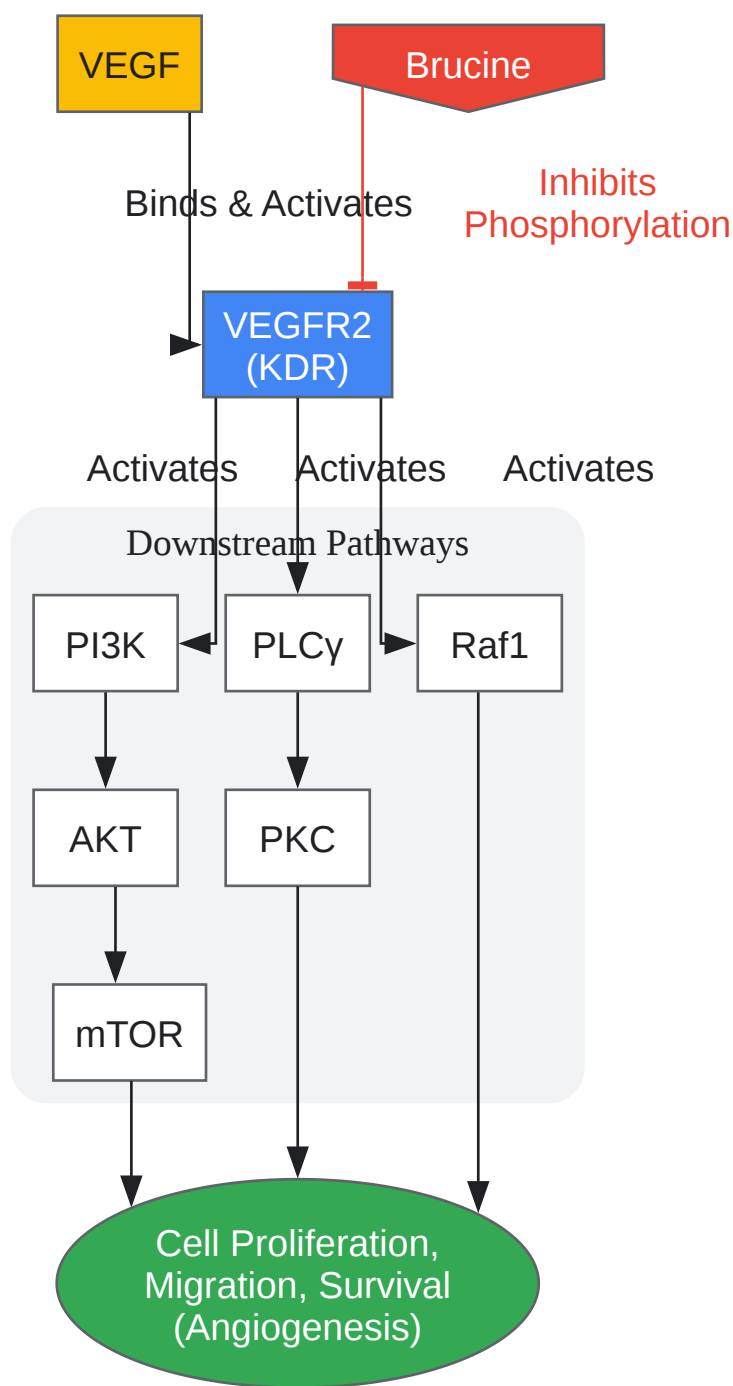 VEGF
Brucine
Binds & Activates
Inhibits
Phosphorylation
VEGFR2
(KDR)
Activates
Activates
Activates
Downstream Pathways
PI3K
PLCγ
Raf1
AKT
PKC
mTOR
Cell Proliferation,
Migration, Survival
(Angiogenesis)